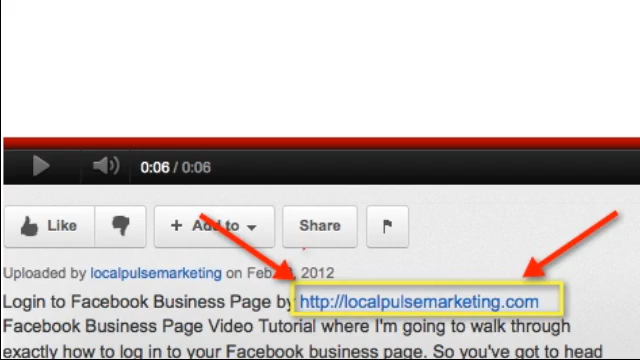 0:06 / 0:06
Like + Add to Share
Uploaded by localpulsemarketing on Feb 2012
Login to Facebook Business Page by http://localpulsemarketing.com
Facebook Business Page Video Tutorial where I'm going to walk through
exactly how to log in to your Facebook business page. So you've got to head